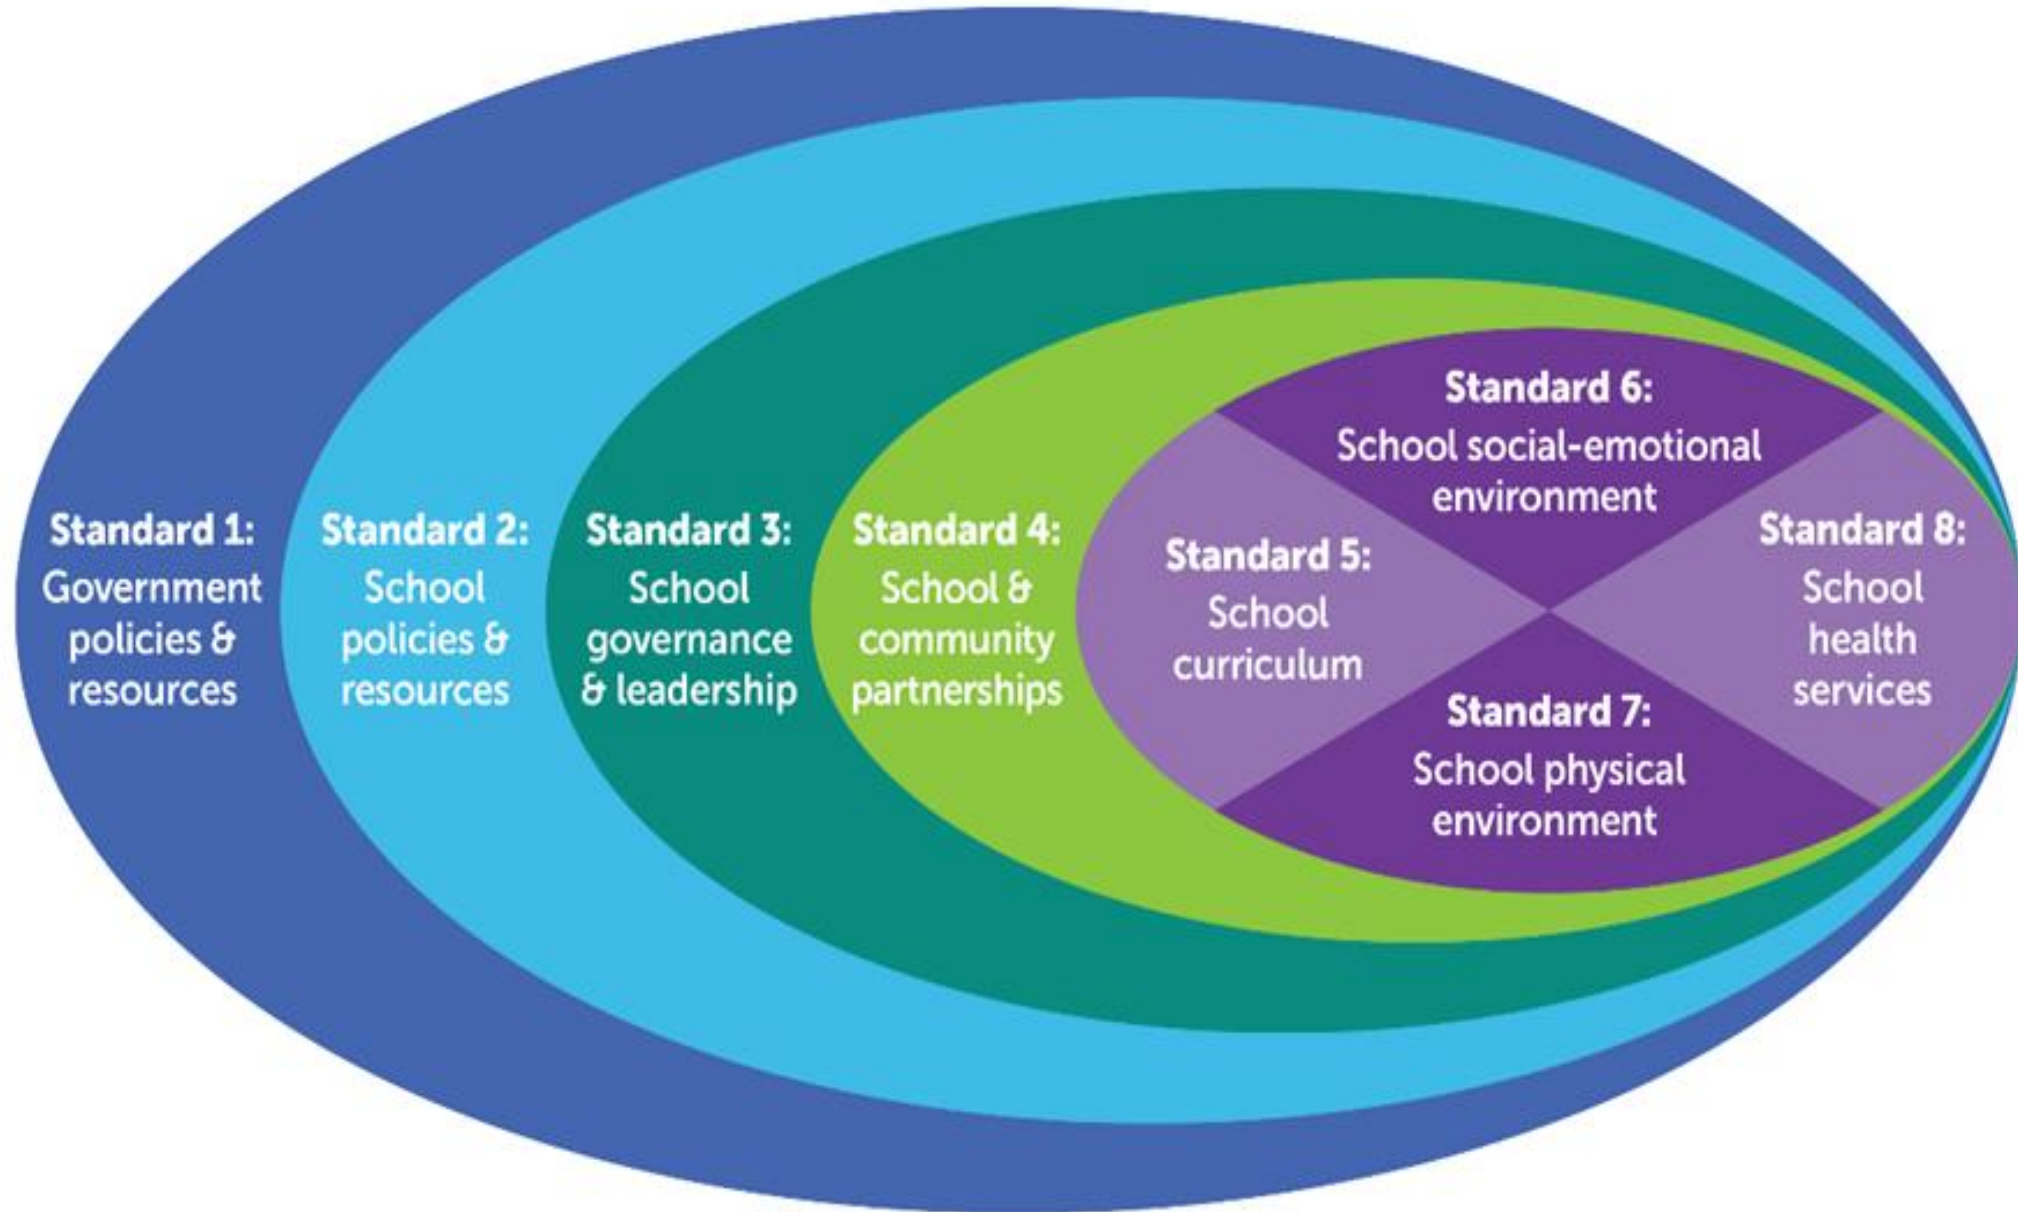 Standard 1:
Government
policies &
resources
Standard 2:
School
policies &
resources
Standard 3:
School
governance
& leadership
Standard 4:
School &
community
partnerships
Standard 5:
School
curriculum
Standard 6:
School social-emotional
environment
Standard 7:
School physical
environment
Standard 8:
School
health
services